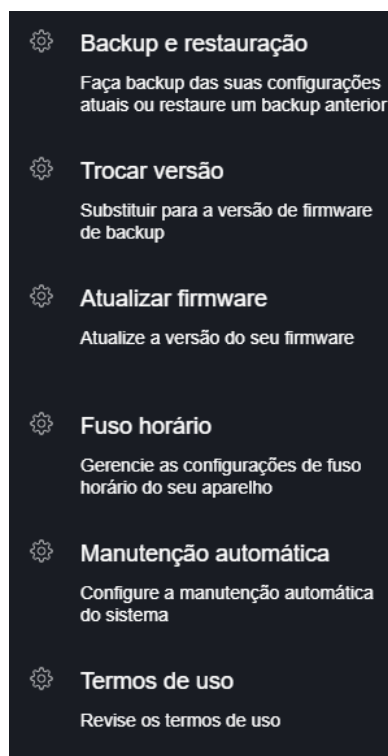 Backup e restauração
Faça backup das suas configurações
atuais ou restaure um backup anterior
Trocar versão
Substituir para a versão de firmware
de backup
Atualizar firmware
Atualize a versão do seu firmware
Fuso horário
Gerencie as configurações de fuso
horário do seu aparelho
Manutenção automática
Configure a manutenção automática
do sistema
Termos de uso
Revise os termos de uso